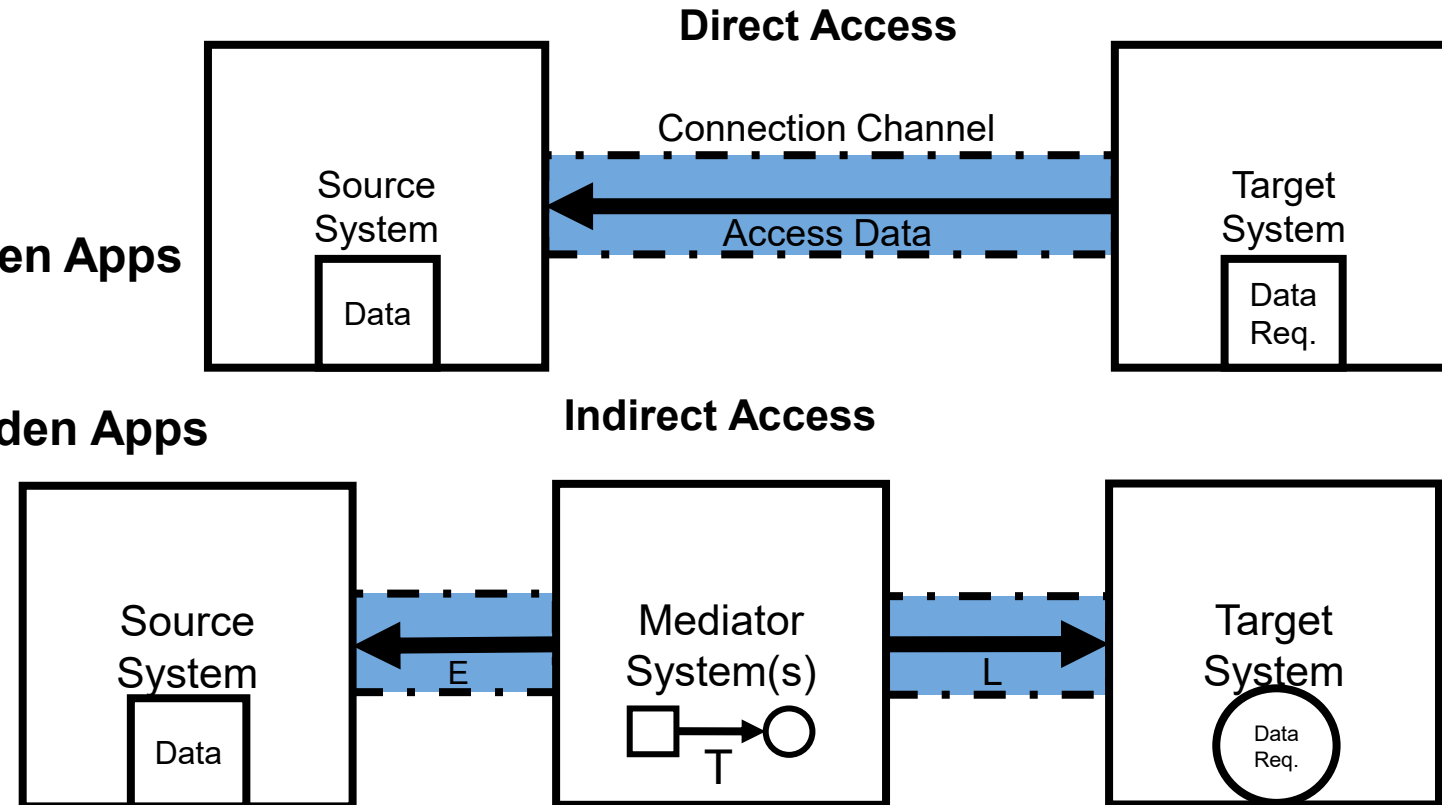 Direct Access
Connection Channel
Source
System
Access Data
Target
System
en Apps
Data
Data
Req.
Indirect Access
den Apps
Source
System
E
Mediator
System(s)
L
Target
System
Data
T
Data
Req.